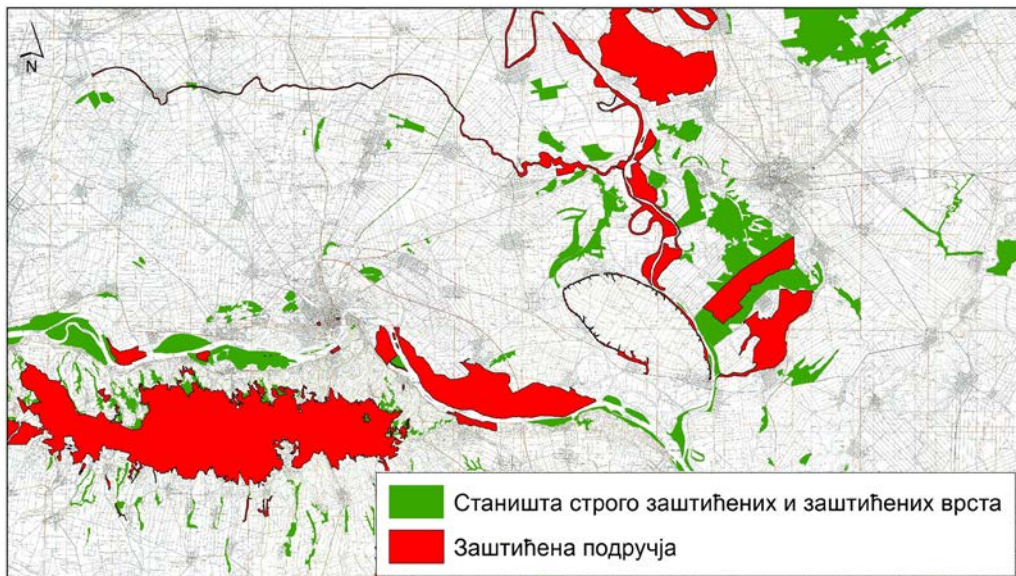 N
Станишта строго заштићених и заштићених врста
Заштићена подручја